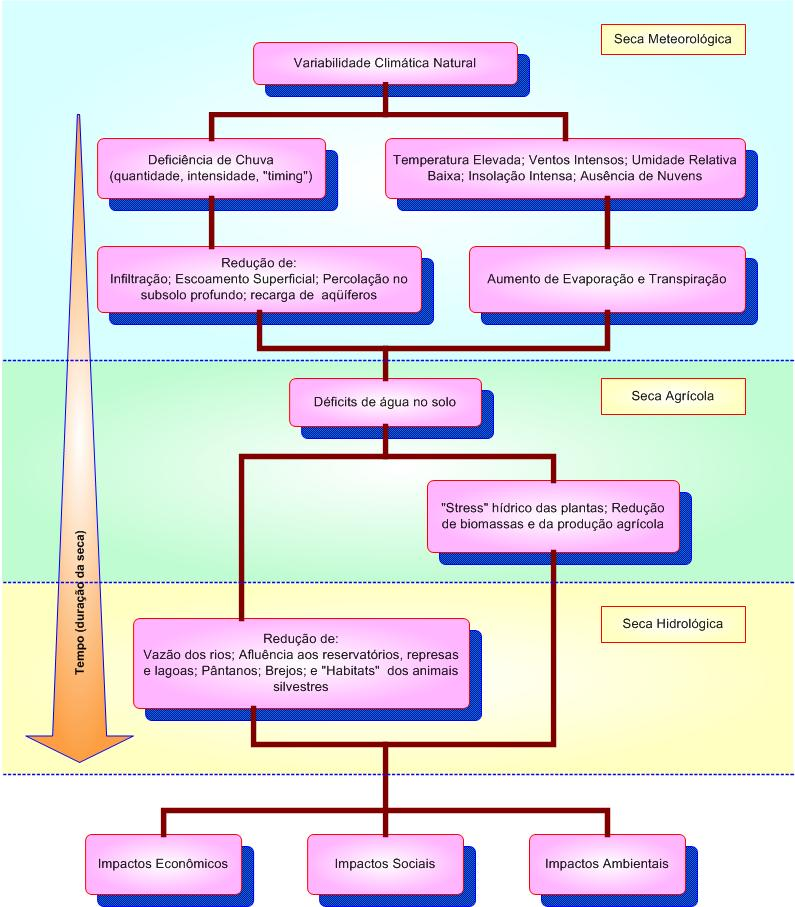 Seca Meteorológica
Variabilidade Climática Natural
Deficiência de Chuva
(quantidade, intensidade, "timing")
Temperatura Elevada; Ventos Intensos; Umidade Relativa
Baixa; Insolação Intensa; Ausência de Nuvens
Redução de:
Infiltração; Escoamento Superficial; Percolação no
subsolo profundo; recarga de aqüíferos
Aumento de Evaporação e Transpiração
Seca Agrícola
Déficits de água no solo
"Stress" hídrico das plantas; Redução
de biomassas e da produção agrícola
Tempo (duração da seca)
Seca Hidrológica
Redução de:
Vazão dos rios; Afluência aos reservatórios, represas
e lagoas; Pântanos; Brejos; e "Habitats" dos animais
silvestres
Impactos Econômicos
Impactos Sociais
Impactos Ambientais